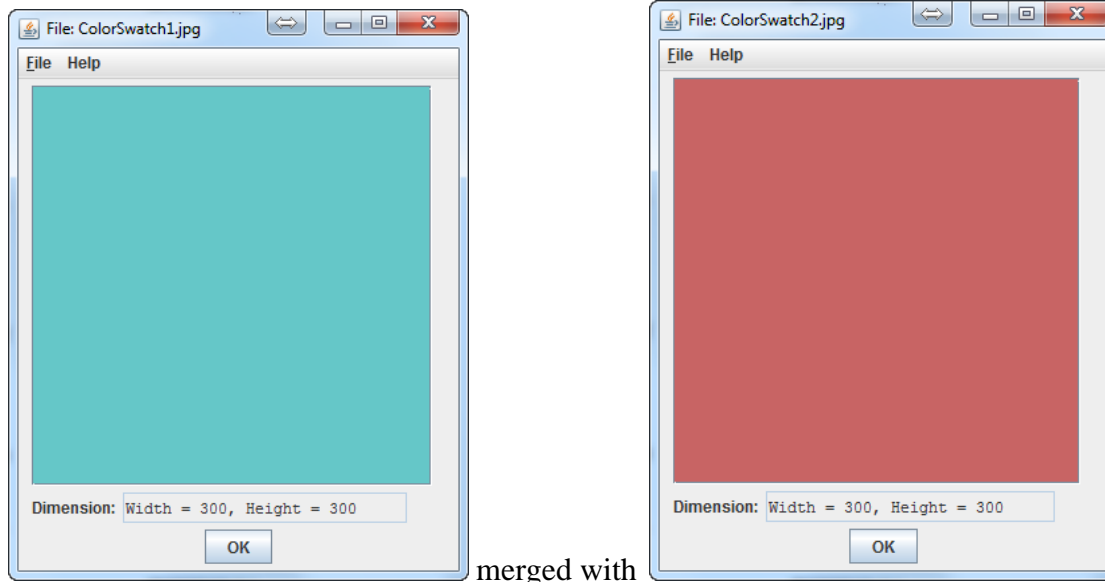 File: ColorSwatch1.jpg
File Help
Dimension: Width = 300, Height = 300
OK
merged with
File: ColorSwatch2.jpg
File Help
Dimension: Width = 300, Height = 300
OK